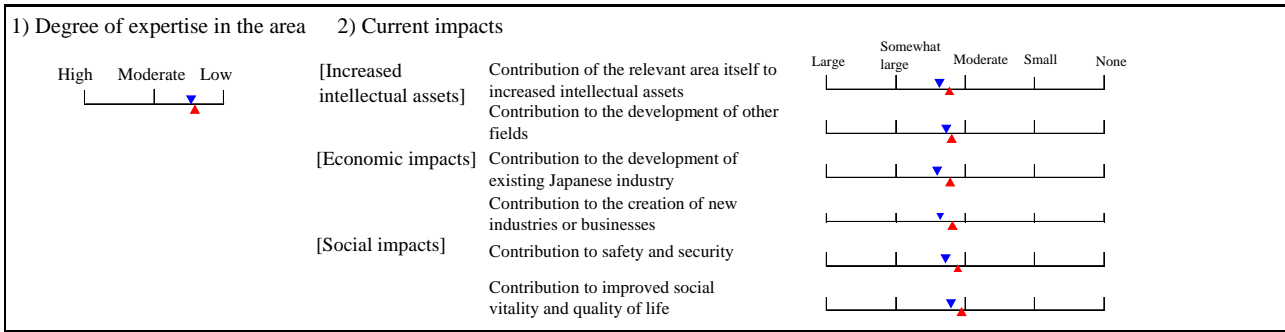 1) Degree of expertise in the area 2) Current impacts
High Moderate Low
[Increased
intellectual assets]
Contribution of the relevant area itself to
increased intellectual assets
Large Somewhat
large Moderate Small None
Contribution to the development of other
fields
[Economic impacts] Contribution to the development of
existing Japanese industry
Contribution to the creation of new
industries or businesses
[Social impacts] Contribution to safety and security
Contribution to improved social
vitality and quality of life